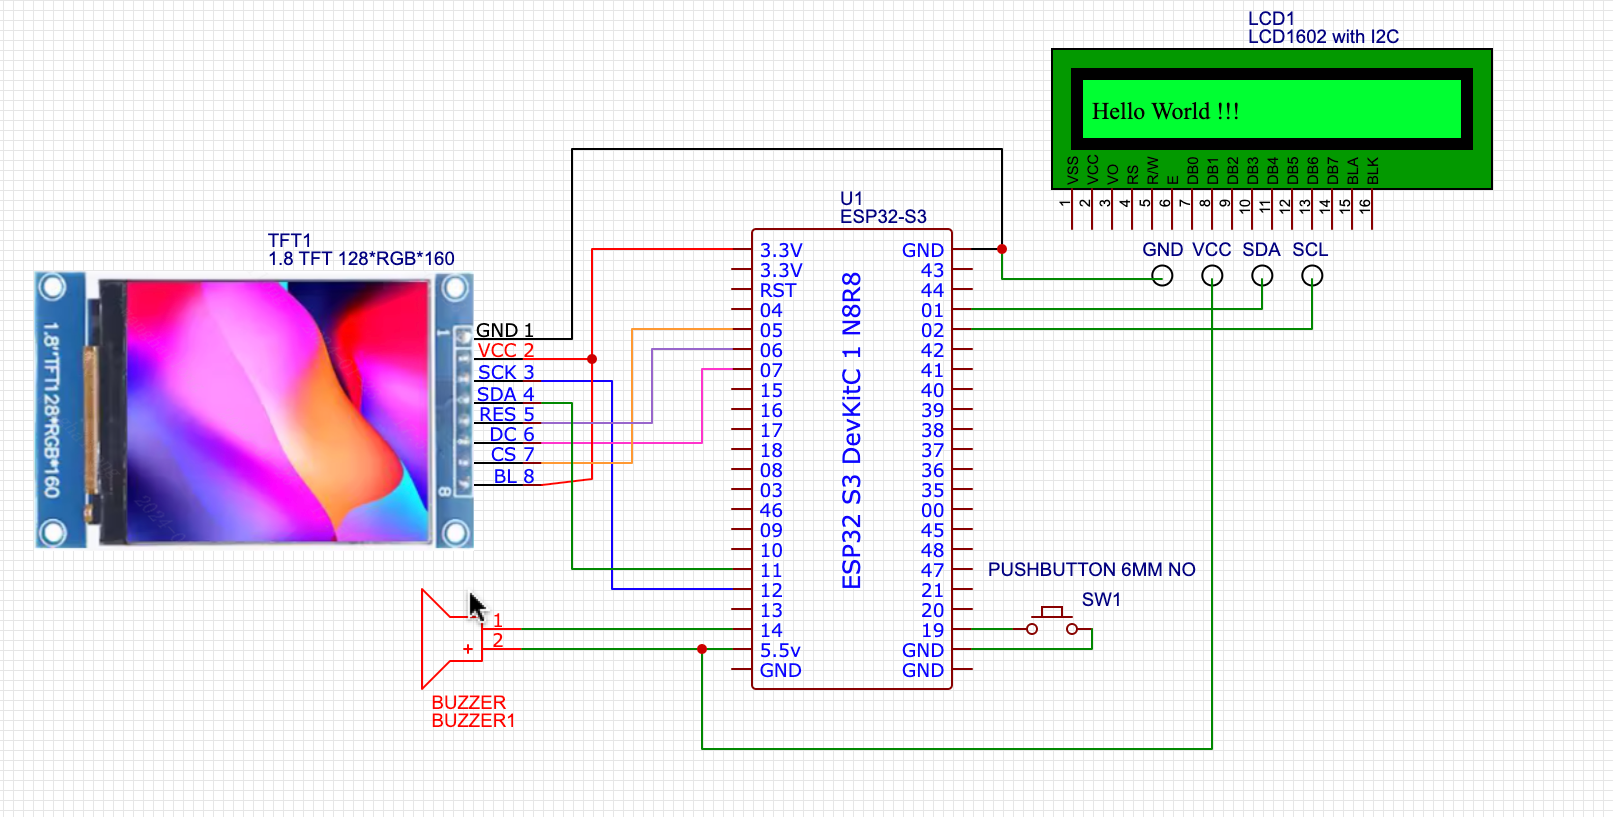 LCD1
LCD1602 with I2C
Hello World !!!
VSS VCC VO RS R/W E DB0 DB1 DB2 DB3 DB4 DB5 DB6 DB7 BLA BLK
1 2 3 4 5 6 7 8 9 10 11 12 13 14 15 16
GND VCC SDA SCL
U1
ESP32-S3
TFT1
1.8 TFT 128*RGB*160
1.8"TFT128*RGB*160
1
8
GND 1
VCC 2
SCK 3
SDA 4
RES 5
DC 6
CS 7
BL 8
ESP32 S3 DevKitC 1 N8R8
3.3V GND
3.3V 43
RST 44
04 01
05 02
06 42
07 41
15 40
16 39
17 38
18 37
08 36
03 35
46 00
09 45
10 48
11 47
12 21
13 20
14 19
5.5v GND
GND GND
PUSHBUTTON 6MM NO
SW1
1
2
+
BUZZER
BUZZER1